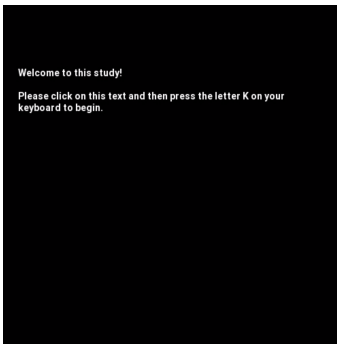 Welcome to this study!
Please click on this text and then press the letter K on your
keyboard to begin.